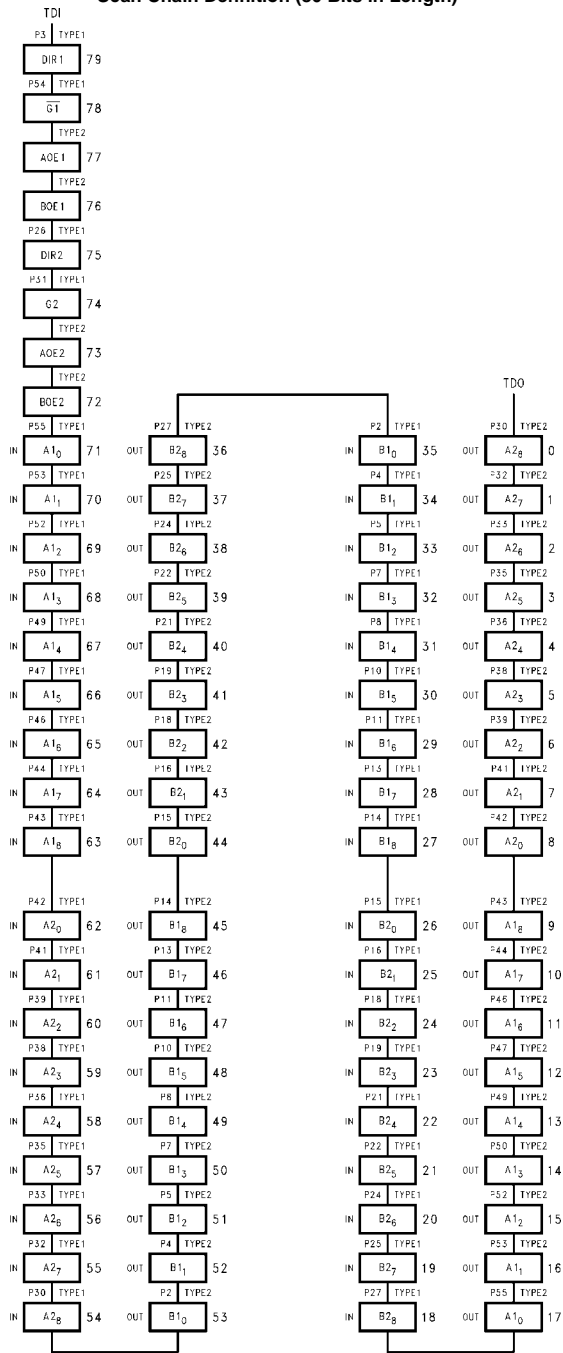 Scan Chain Definition (80 Bits in Length)
TDI
P3 TYPE1
DIR1 79
P54 TYPE1
G̅1̅ 78
TYPE2
AOE1 77
TYPE2
BOE1 76
P26 TYPE1
DIR2 75
P31 TYPE1
G2 74
TYPE2
AOE2 73
TYPE2
BOE2 72
P55 TYPE1
IN A1₀ 71
P53 TYPE1
IN A1₁ 70
P52 TYPE1
IN A1₂ 69
P50 TYPE1
IN A1₃ 68
P49 TYPE1
IN A1₄ 67
P47 TYPE1
IN A1₅ 66
P46 TYPE1
IN A1₆ 65
P44 TYPE1
IN A1₇ 64
P43 TYPE1
IN A1₈ 63
P42 TYPE1
IN A2₀ 62
P41 TYPE1
IN A2₁ 61
P39 TYPE1
IN A2₂ 60
P38 TYPE1
IN A2₃ 59
P36 TYPE1
IN A2₄ 58
P35 TYPE1
IN A2₅ 57
P33 TYPE1
IN A2₆ 56
P32 TYPE1
IN A2₇ 55
P30 TYPE1
IN A2₈ 54
P27 TYPE2
OUT B2₈ 36
P25 TYPE2
OUT B2₇ 37
P24 TYPE2
OUT B2₆ 38
P22 TYPE2
OUT B2₅ 39
P21 TYPE2
OUT B2₄ 40
P19 TYPE2
OUT B2₃ 41
P18 TYPE2
OUT B2₂ 42
P16 TYPE2
OUT B2₁ 43
P15 TYPE2
OUT B2₀ 44
P14 TYPE2
OUT B1₈ 45
P13 TYPE2
OUT B1₇ 46
P11 TYPE2
OUT B1₆ 47
P10 TYPE2
OUT B1₅ 48
P8 TYPE2
OUT B1₄ 49
P7 TYPE2
OUT B1₃ 50
P5 TYPE2
OUT B1₂ 51
P4 TYPE2
OUT B1₁ 52
P2 TYPE2
OUT B1₀ 53
P2 TYPE1
IN B1₀ 35
P4 TYPE1
IN B1₁ 34
P5 TYPE1
IN B1₂ 33
P7 TYPE1
IN B1₃ 32
P8 TYPE1
IN B1₄ 31
P10 TYPE1
IN B1₅ 30
P11 TYPE1
IN B1₆ 29
P13 TYPE1
IN B1₇ 28
P14 TYPE1
IN B1₈ 27
P15 TYPE1
IN B2₀ 26
P16 TYPE1
IN B2₁ 25
P18 TYPE1
IN B2₂ 24
P19 TYPE1
IN B2₃ 23
P21 TYPE1
IN B2₄ 22
P22 TYPE1
IN B2₅ 21
P24 TYPE1
IN B2₆ 20
P25 TYPE1
IN B2₇ 19
P27 TYPE1
IN B2₈ 18
TDO
P30 TYPE2
OUT A2₈ 0
P32 TYPE2
OUT A2₇ 1
P33 TYPE2
OUT A2₆ 2
P35 TYPE2
OUT A2₅ 3
P36 TYPE2
OUT A2₄ 4
P38 TYPE2
OUT A2₃ 5
P39 TYPE2
OUT A2₂ 6
P41 TYPE2
OUT A2₁ 7
P42 TYPE2
OUT A2₀ 8
P43 TYPE2
OUT A1₈ 9
P44 TYPE2
OUT A1₇ 10
P46 TYPE2
OUT A1₆ 11
P47 TYPE2
OUT A1₅ 12
P49 TYPE2
OUT A1₄ 13
P50 TYPE2
OUT A1₃ 14
P52 TYPE2
OUT A1₂ 15
P53 TYPE2
OUT A1₁ 16
P55 TYPE2
OUT A1₀ 17